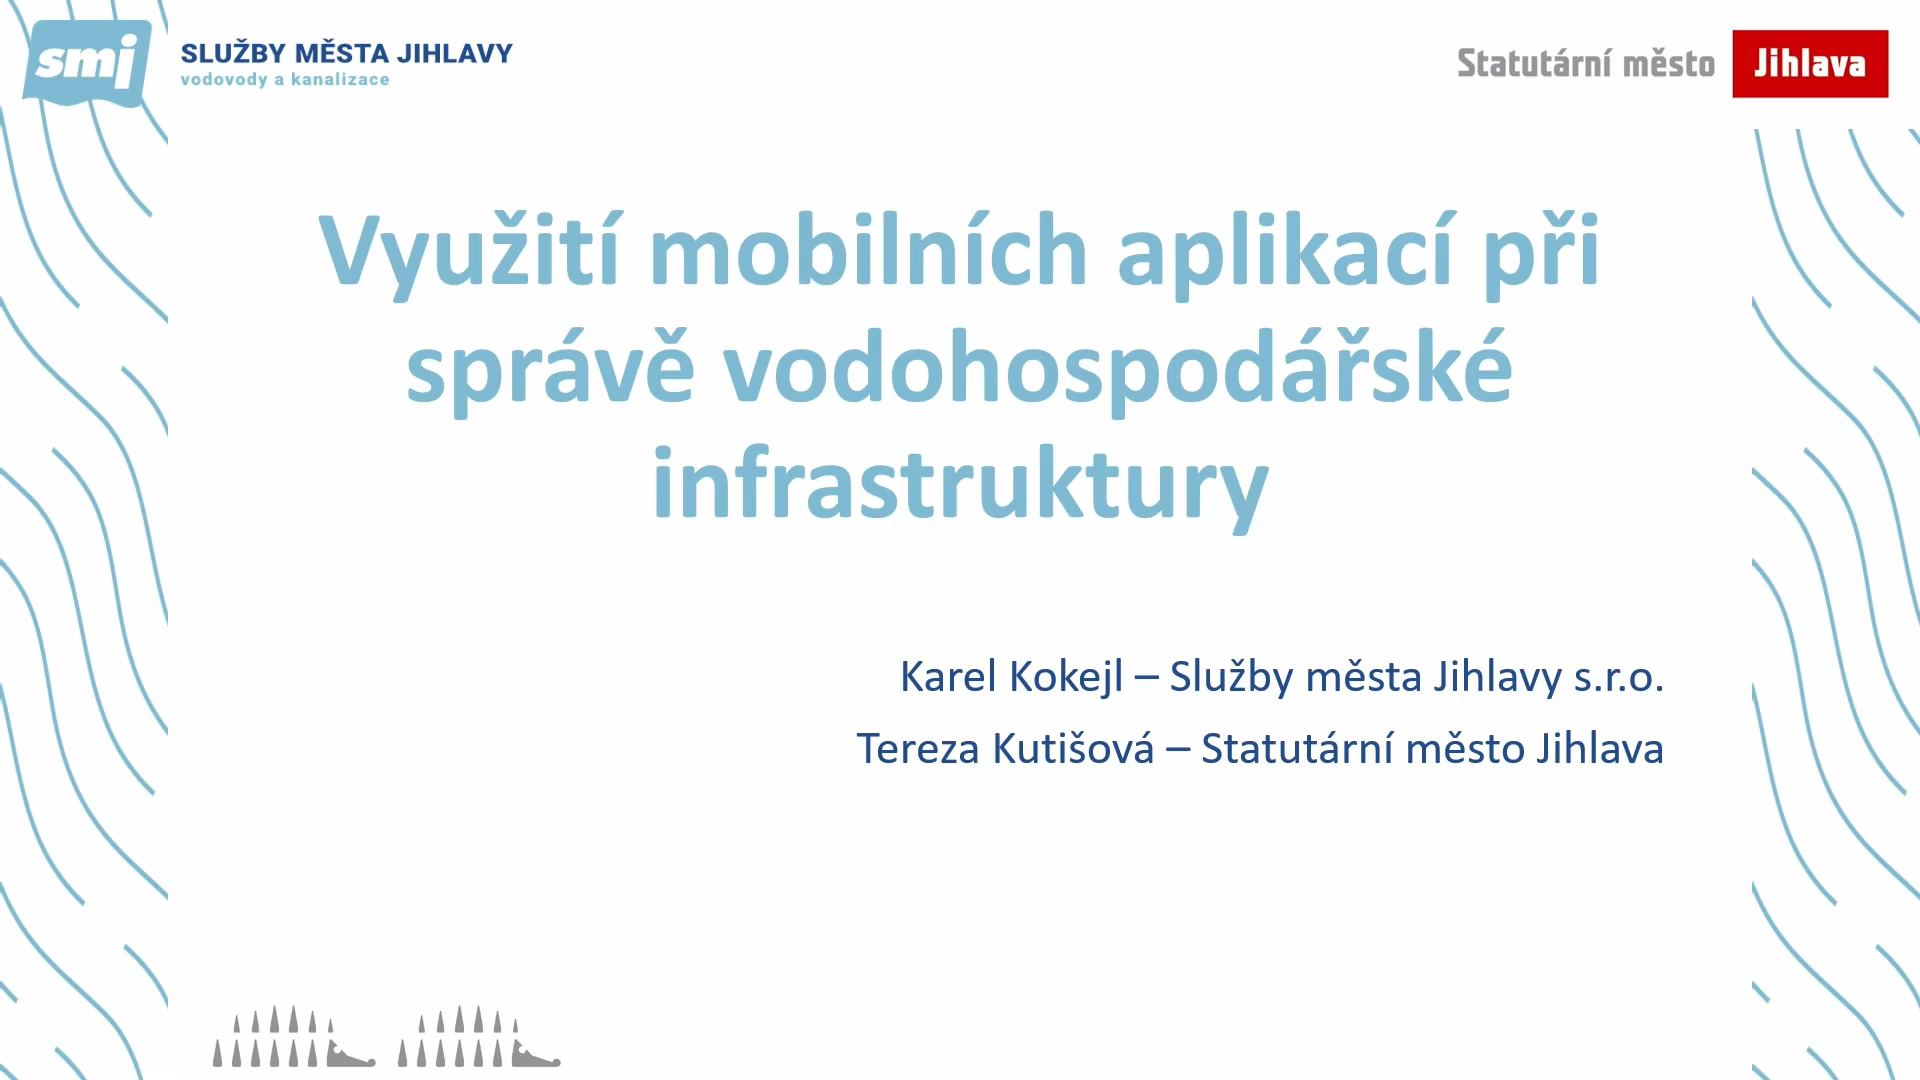 smj
SLUŽBY MĚSTA JIHLAVY
vodovody a kanalizace
Statutární město Jihlava
Využití mobilních aplikací při
správě vodohospodářské
infrastruktury
Karel Kokejl – Služby města Jihlavy s.r.o.
Tereza Kutišová – Statutární město Jihlava